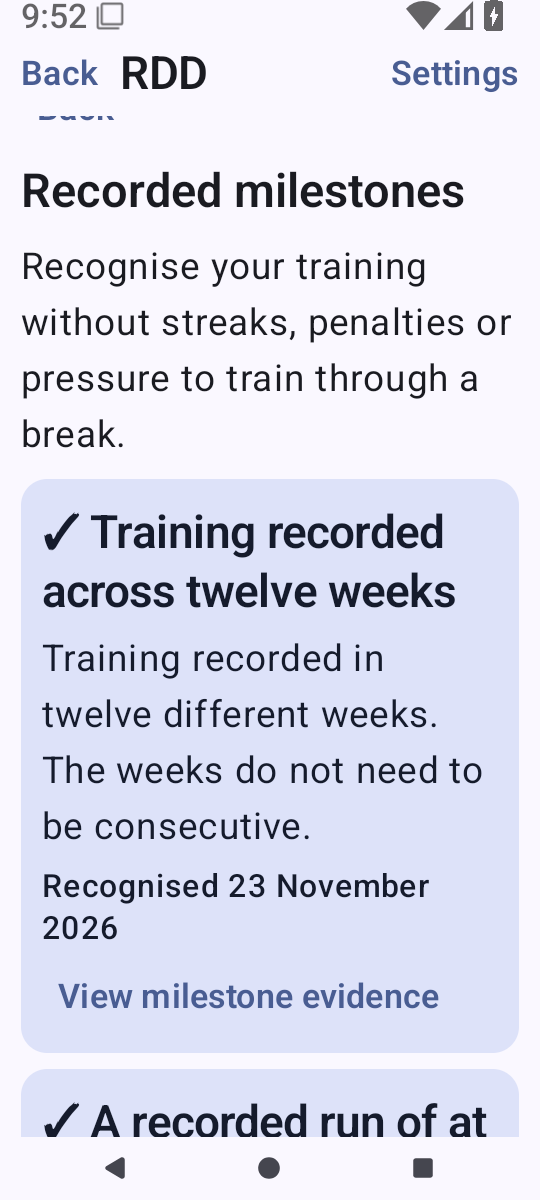 9:52
Back RDD Settings
Back
Recorded milestones
Recognise your training
without streaks, penalties or
pressure to train through a
break.
✓ Training recorded
across twelve weeks
Training recorded in
twelve different weeks.
The weeks do not need to
be consecutive.
Recognised 23 November
2026
View milestone evidence
✓ A recorded run of at